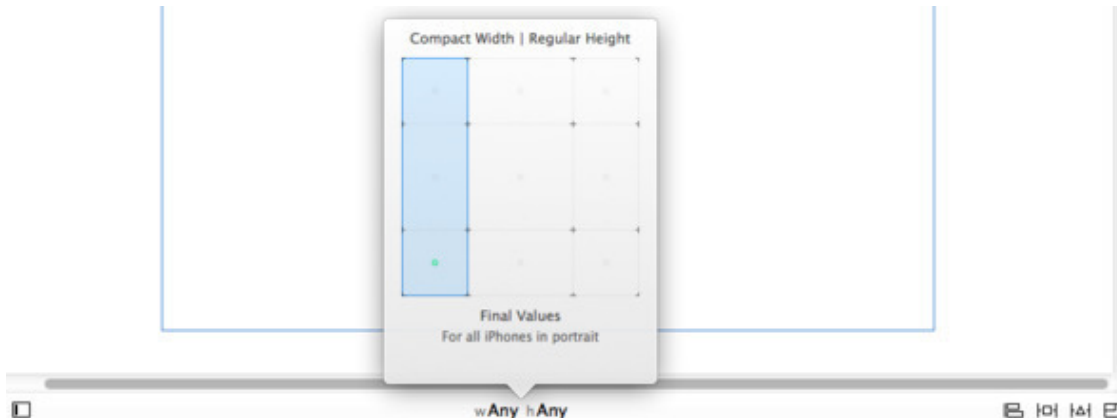 Compact Width | Regular Height
Final Values
For all iPhones in portrait
wAny hAny